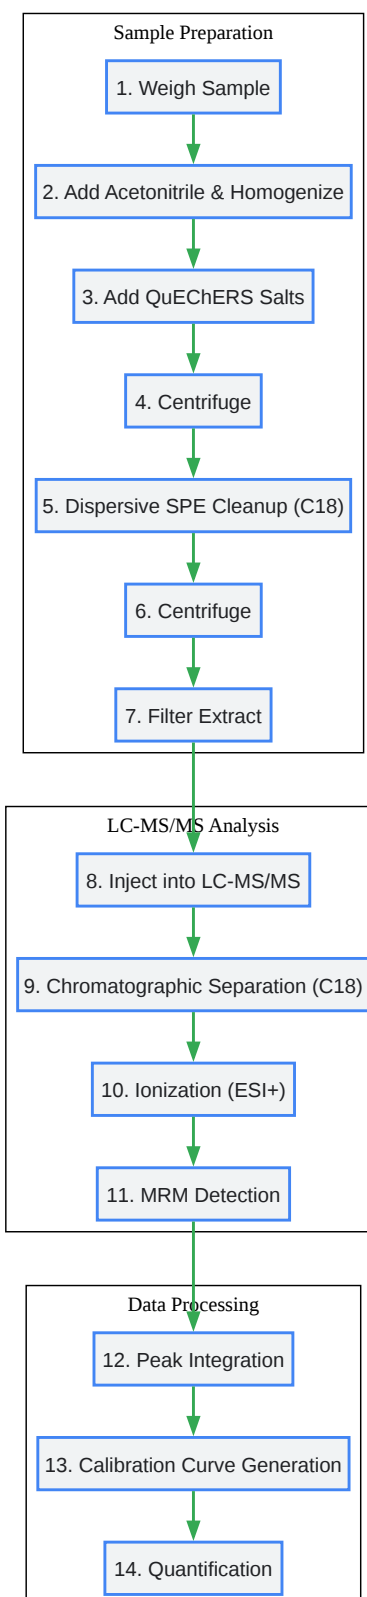 Sample Preparation
1. Weigh Sample
2. Add Acetonitrile & Homogenize
3. Add QuEChERS Salts
4. Centrifuge
5. Dispersive SPE Cleanup (C18)
6. Centrifuge
7. Filter Extract
LC-MS/MS Analysis
8. Inject into LC-MS/MS
9. Chromatographic Separation (C18)
10. Ionization (ESI+)
11. MRM Detection
Data Processing
12. Peak Integration
13. Calibration Curve Generation
14. Quantification